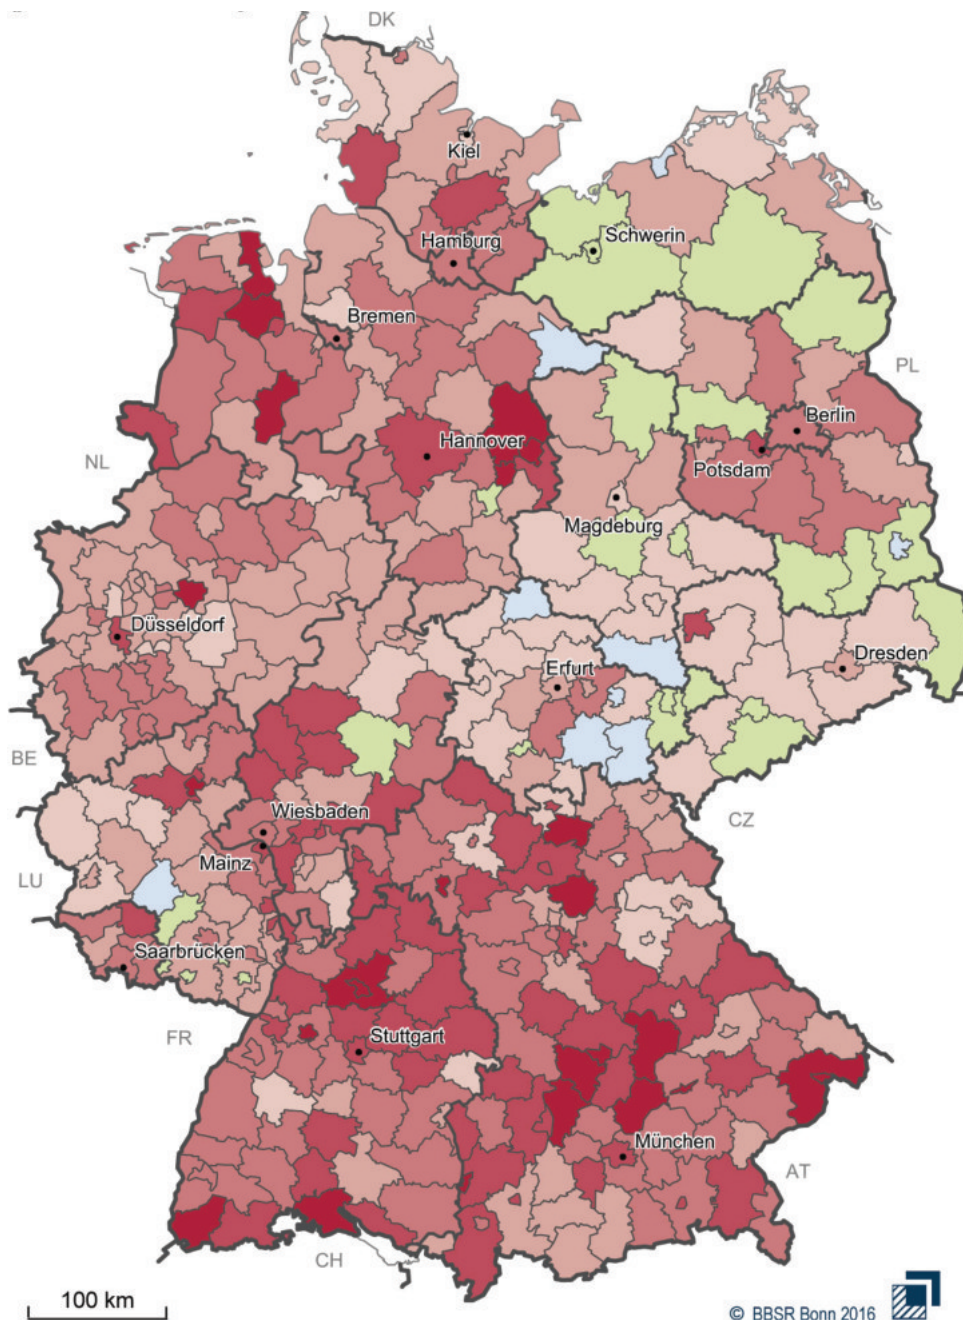 DK
Kiel
Hamburg
Schwerin
Bremen
PL
Berlin
Hannover
NL
Potsdam
Magdeburg
Düsseldorf
Erfurt
Dresden
BE
Wiesbaden
CZ
Mainz
LU
Saarbrücken
FR
Stuttgart
München
AT
CH
100 km
© BBSR Bonn 2016